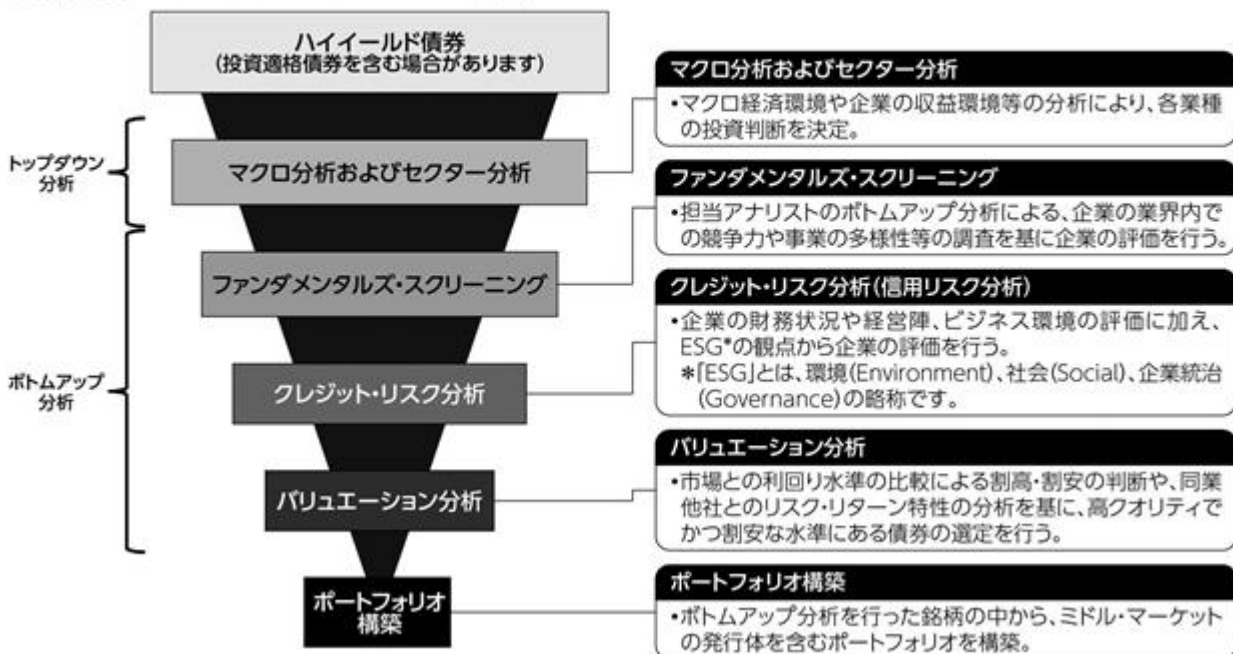 ハイイールド債券
(投資適格債券を含む場合があります)
トップダウン
分析
マクロ分析およびセクター分析
ボトムアップ
分析
ファンダメンタルズ・スクリーニング
クレジット・リスク分析
バリュエーション分析
ポートフォリオ
構築
マクロ分析およびセクター分析
•マクロ経済環境や企業の収益環境等の分析により、各業種
の投資判断を決定。
ファンダメンタルズ・スクリーニング
•担当アナリストのボトムアップ分析による、企業の業界内で
の競争力や事業の多様性等の調査を基に企業の評価を行う。
クレジット・リスク分析(信用リスク分析)
•企業の財務状況や経営陣、ビジネス環境の評価に加え、
ESG*の観点から企業の評価を行う。
*「ESG」とは、環境(Environment)、社会(Social)、企業統治
(Governance)の略称です。
バリュエーション分析
•市場との利回り水準の比較による割高・割安の判断や、同業
他社とのリスク・リターン特性の分析を基に、高クオリティで
かつ割安な水準にある債券の選定を行う。
ポートフォリオ構築
•ボトムアップ分析を行った銘柄の中から、ミドル・マーケット
の発行体を含むポートフォリオを構築。